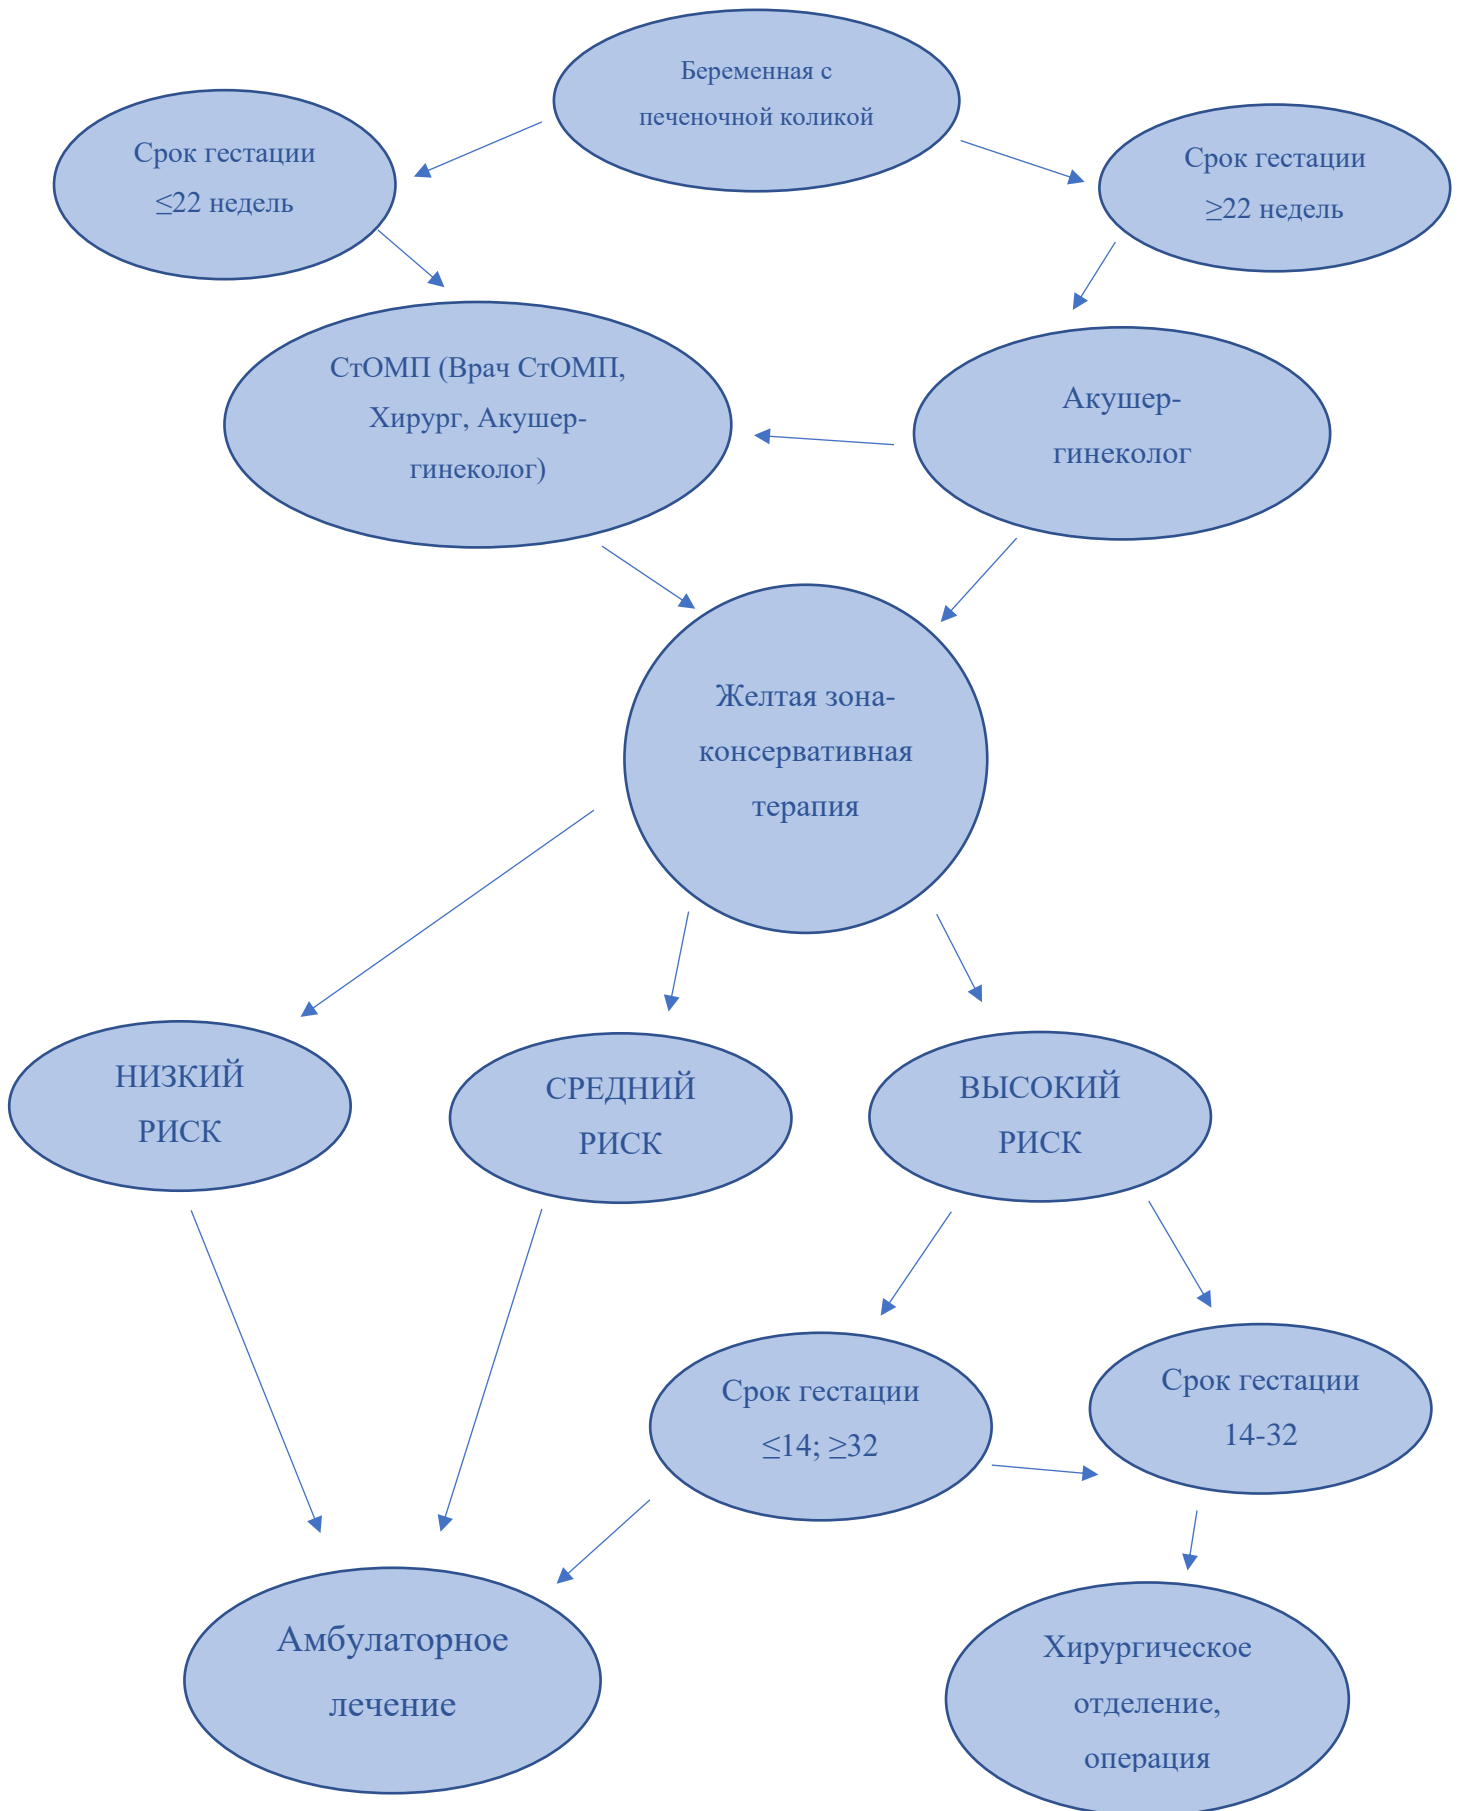 Беременная с
печеночной коликой
Срок гестации
≤22 недель
Срок гестации
≥22 недель
СтОМП (Врач СтОМП,
Хирург, Акушер-
гинеколог)
Акушер-
гинеколог
Желтая зона-
консервативная
терапия
НИЗКИЙ
РИСК
СРЕДНИЙ
РИСК
ВЫСОКИЙ
РИСК
Срок гестации
≤14; ≥32
Срок гестации
14-32
Амбулаторное
лечение
Хирургическое
отделение,
операция